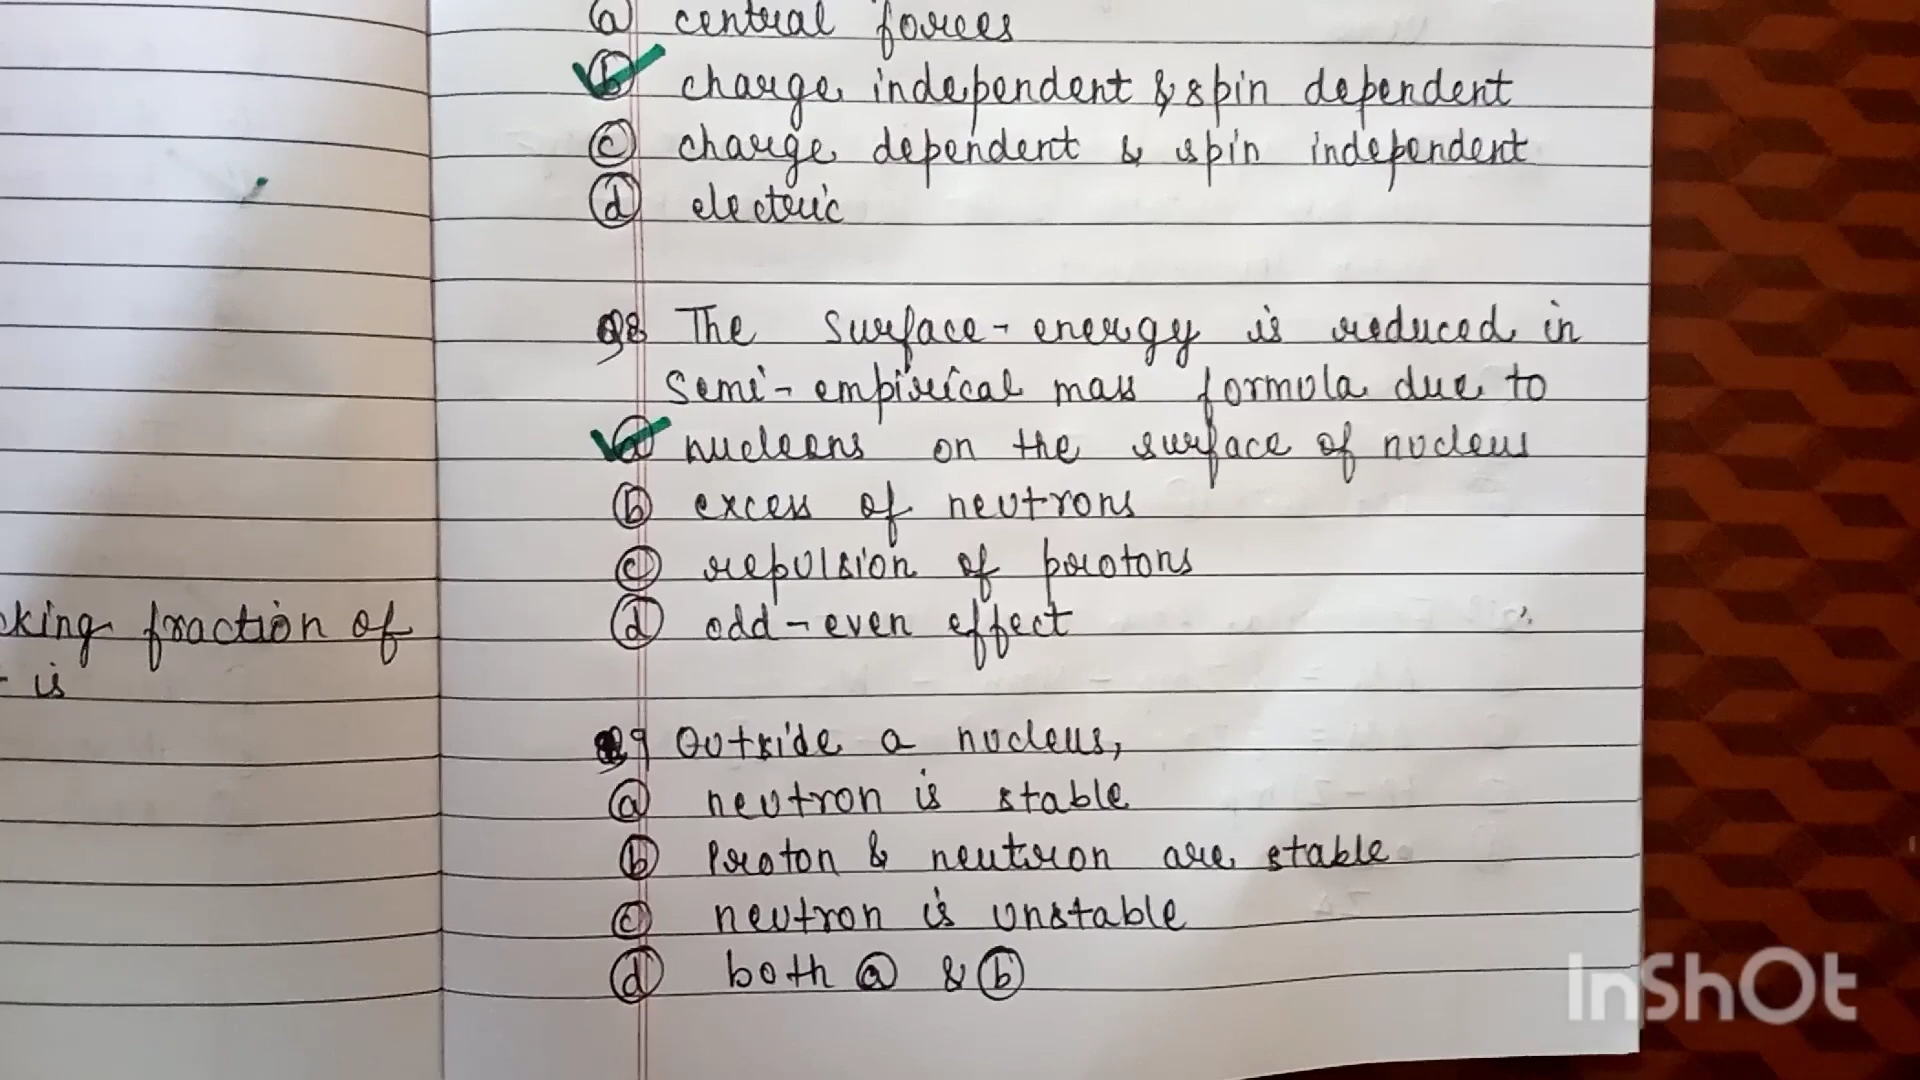 (a) central forces
(b) charge independent & spin dependent
(c) charge dependent & spin independent
(d) electric
Q8 The surface-energy is reduced in
semi-empirical mass formula due to
(a) nucleons on the surface of nucleus
(b) excess of neutrons
(c) repulsion of protons
(d) odd-even effect
cking fraction of
- is
Q9 Outside a nucleus,
(a) neutron is stable
(b) Proton & neutron are stable
(c) neutron is unstable
(d) both (a) & (b)
InShOt